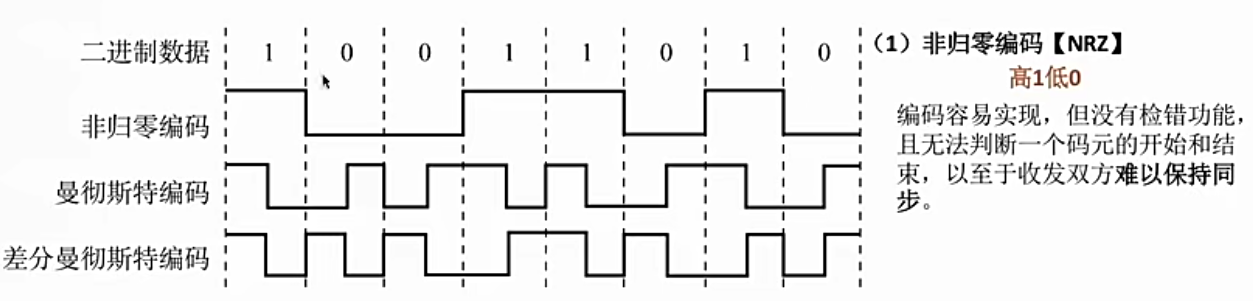 二进制数据 1 0 0 1 1 0 1 0
非归零编码
曼彻斯特编码
差分曼彻斯特编码
（1）非归零编码【NRZ】
高1低0
编码容易实现，但没有检错功能，
且无法判断一个码元的开始和结
束，以至于收发双方难以保持同
步。